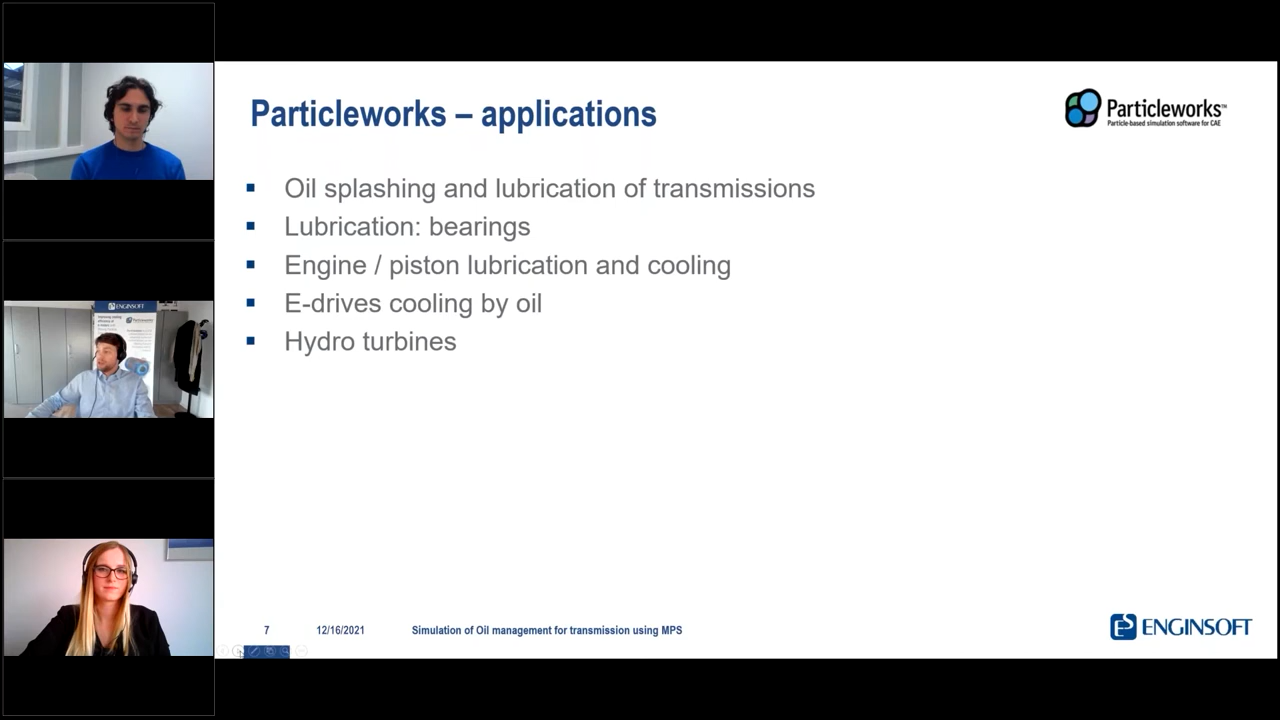 Particleworks – applications
Particleworks™
Particle-based simulation software for CAE
▪ Oil splashing and lubrication of transmissions
▪ Lubrication: bearings
▪ Engine / piston lubrication and cooling
▪ E-drives cooling by oil
▪ Hydro turbines
ENGINSOFT
Particleworks
7 12/16/2021 Simulation of Oil management for transmission using MPS
ENGINSOFT